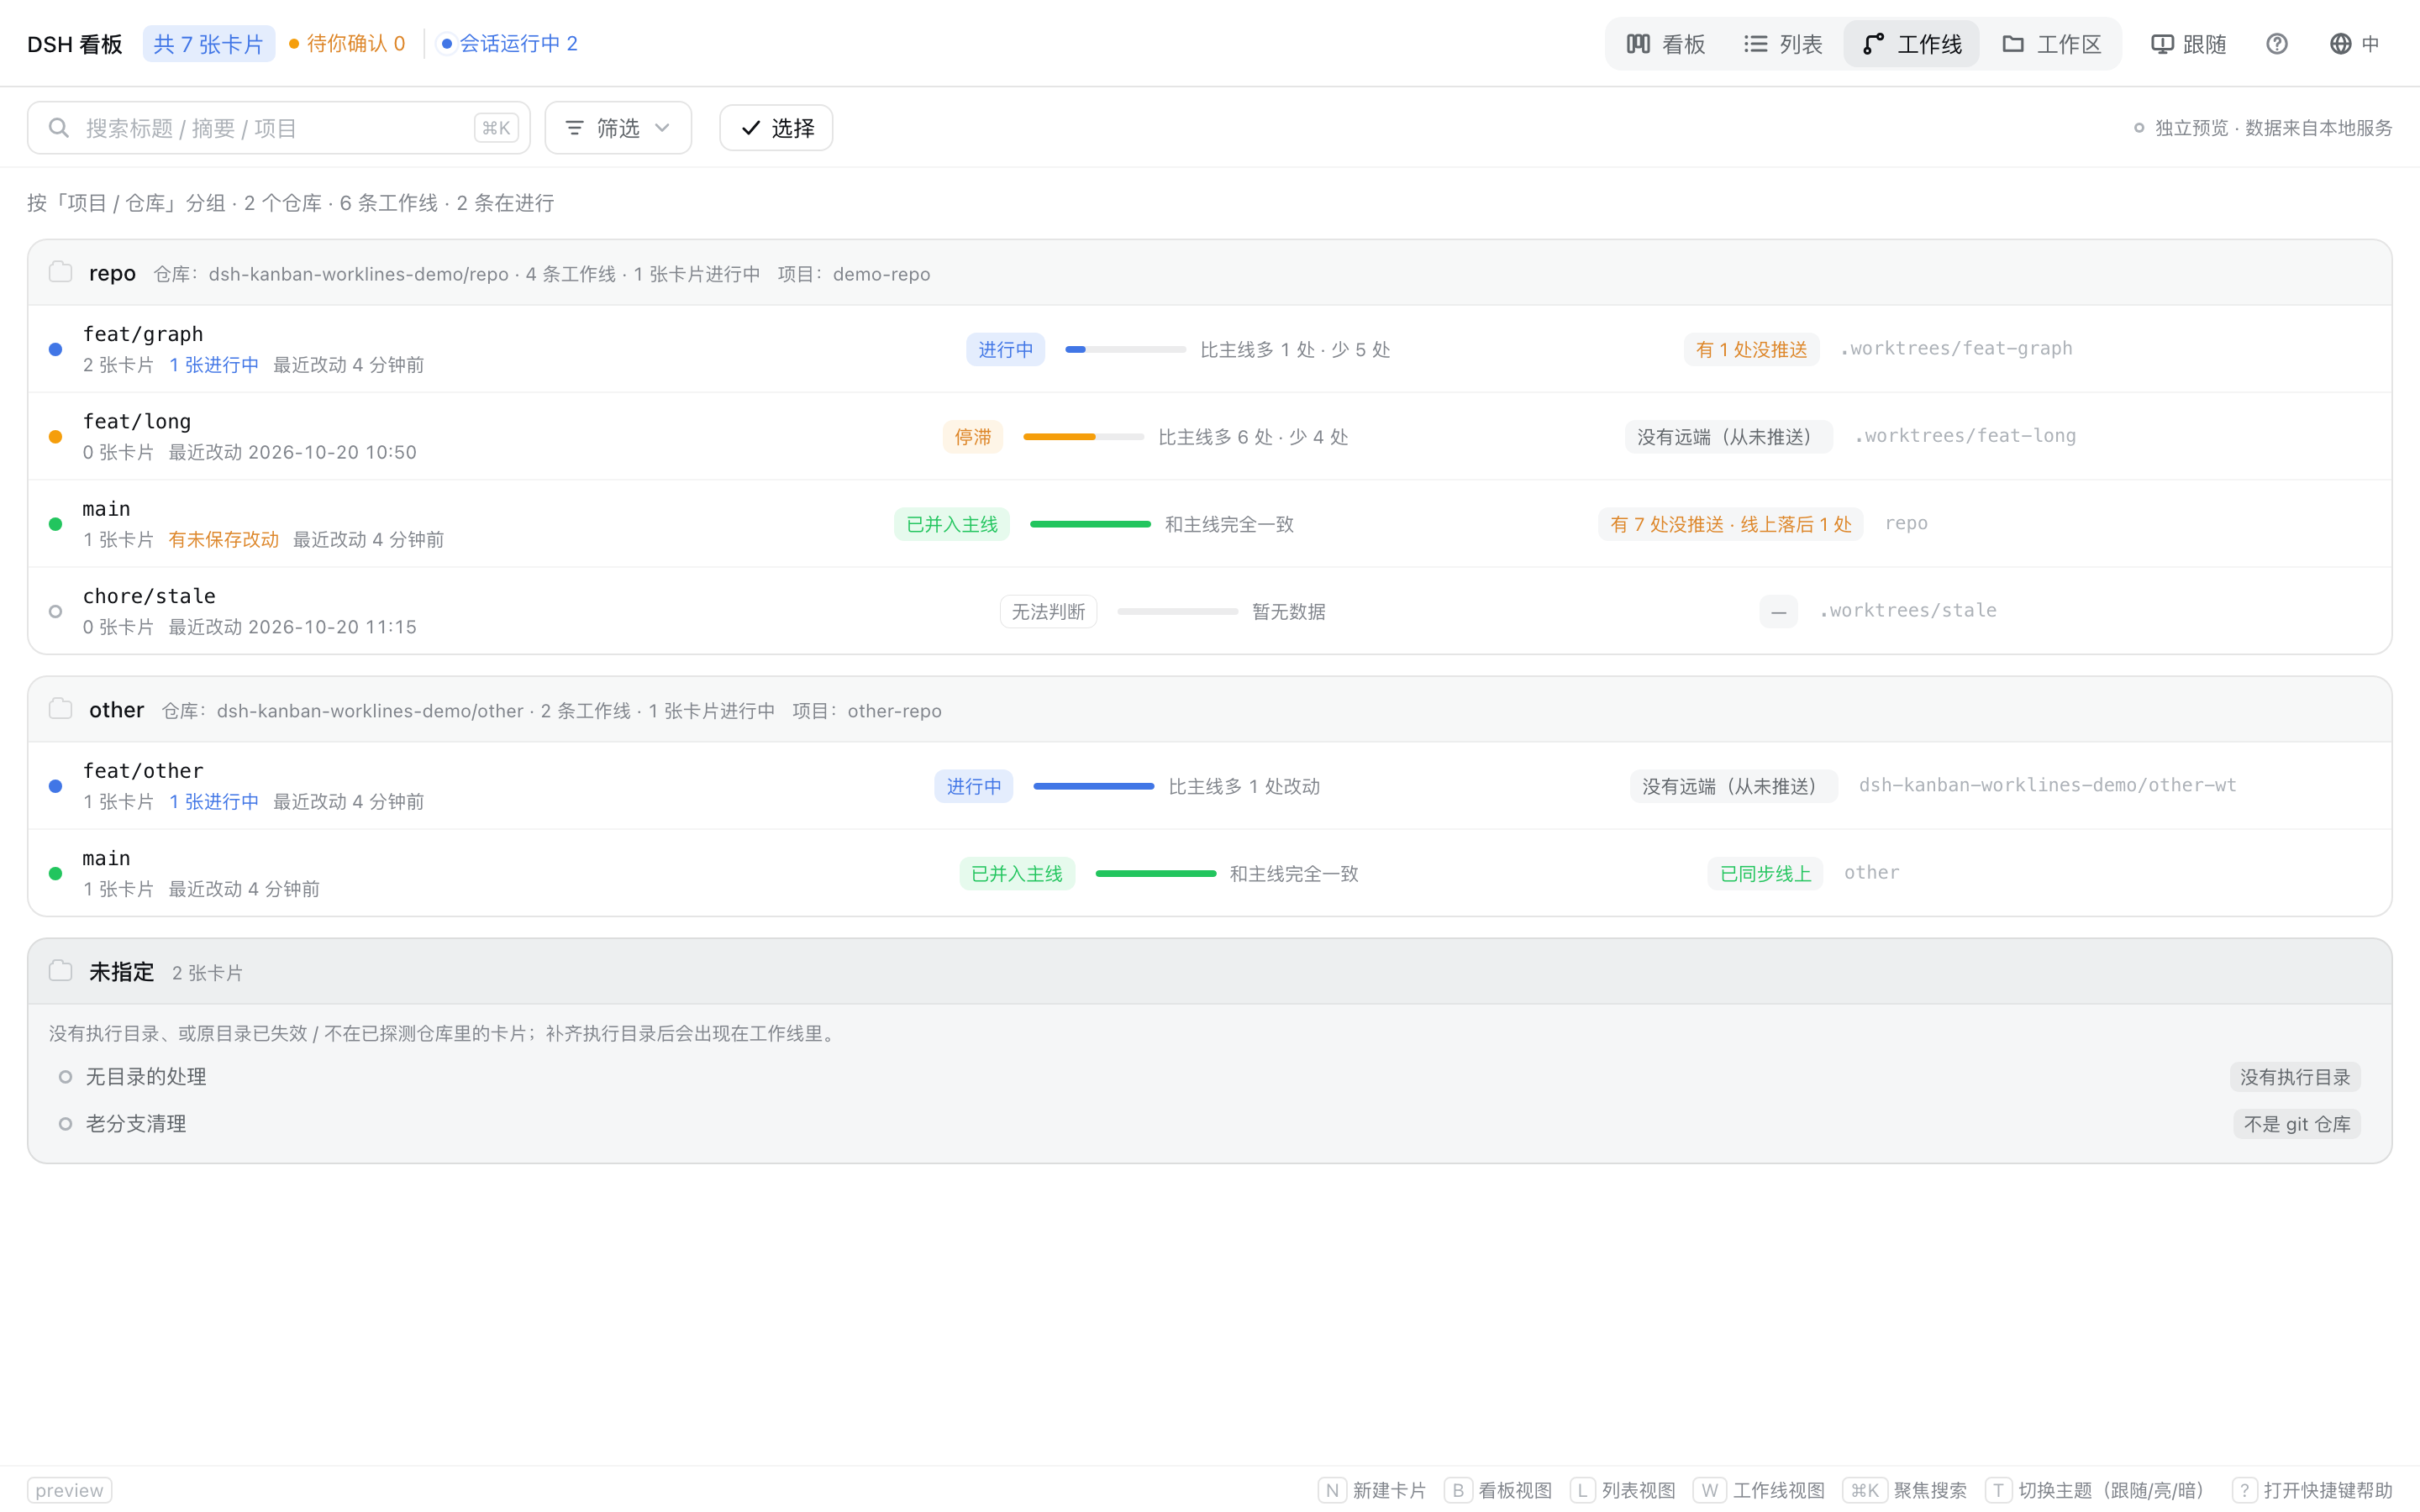 DSH 看板 共 7 张卡片 待你确认 0 会话运行中 2 看板 列表 工作线 工作区 跟随 中
搜索标题 / 摘要 / 项目 ⌘K 筛选 选择 独立预览 · 数据来自本地服务
按「项目 / 仓库」分组 · 2 个仓库 · 6 条工作线 · 2 条在进行
repo 仓库：dsh-kanban-worklines-demo/repo · 4 条工作线 · 1 张卡片进行中 项目：demo-repo
feat/graph
2 张卡片 1 张进行中 最近改动 4 分钟前
进行中 比主线多 1 处 · 少 5 处 有 1 处没推送 .worktrees/feat-graph
feat/long
0 张卡片 最近改动 2026-10-20 10:50
停滞 比主线多 6 处 · 少 4 处 没有远端（从未推送） .worktrees/feat-long
main
1 张卡片 有未保存改动 最近改动 4 分钟前
已并入主线 和主线完全一致 有 7 处没推送 · 线上落后 1 处 repo
chore/stale
0 张卡片 最近改动 2026-10-20 11:15
无法判断 暂无数据 — .worktrees/stale
other 仓库：dsh-kanban-worklines-demo/other · 2 条工作线 · 1 张卡片进行中 项目：other-repo
feat/other
1 张卡片 1 张进行中 最近改动 4 分钟前
进行中 比主线多 1 处改动 没有远端（从未推送） dsh-kanban-worklines-demo/other-wt
main
1 张卡片 最近改动 4 分钟前
已并入主线 和主线完全一致 已同步线上 other
未指定 2 张卡片
没有执行目录、或原目录已失效 / 不在已探测仓库里的卡片；补齐执行目录后会出现在工作线里。
无目录的处理 没有执行目录
老分支清理 不是 git 仓库
preview N 新建卡片 B 看板视图 L 列表视图 W 工作线视图 ⌘K 聚焦搜索 T 切换主题（跟随/亮/暗） ? 打开快捷键帮助